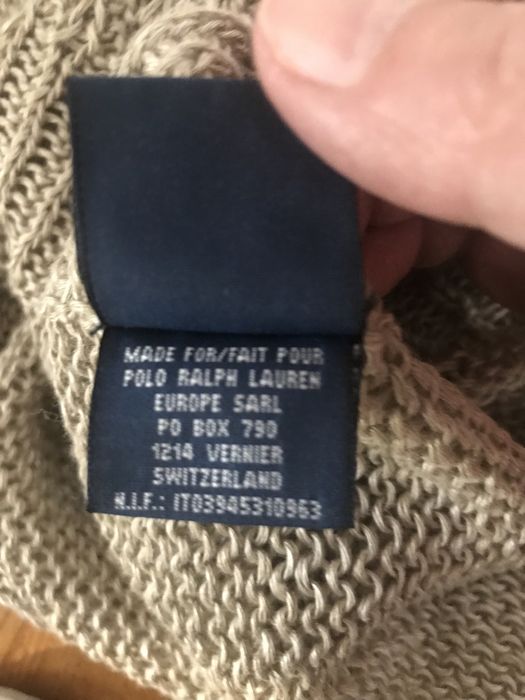 MADE FOR/FAIT POUR
POLO RALPH LAUREN
EUROPE SARL
PO BOX 790
1214 VERNIER
SWITZERLAND
N.I.F.: IT03945310963